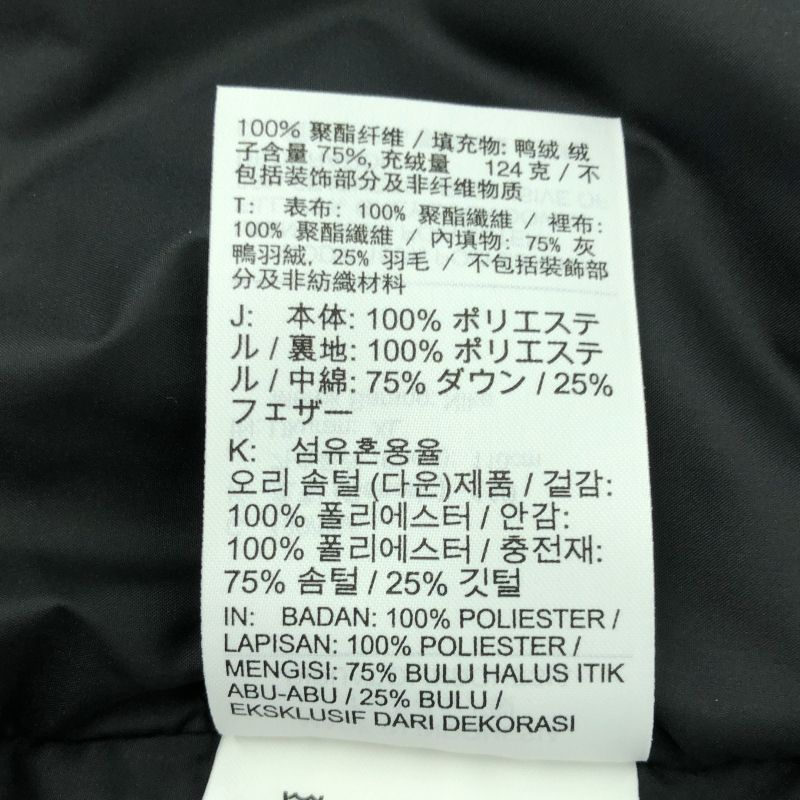 100% 聚酯纤维 / 填充物: 鸭绒 绒
子含量 75%, 充绒量 124 克 / 不
包括装饰部分及非纤维物质
T: 表布: 100% 聚酯纖維 / 裡布:
100% 聚酯纖維 / 內填物: 75% 灰
鴨羽絨, 25% 羽毛 / 不包括裝飾部
分及非紡織材料
J: 本体: 100% ポリエステ
ル / 裏地: 100% ポリエステ
ル / 中綿: 75% ダウン / 25%
フェザー
K: 섬유혼용율
오리 솜털 (다운)제품 / 겉감:
100% 폴리에스터 / 안감:
100% 폴리에스터 / 충전재:
75% 솜털 / 25% 깃털
IN: BADAN: 100% POLIESTER /
LAPISAN: 100% POLIESTER /
MENGISI: 75% BULU HALUS ITIK
ABU-ABU / 25% BULU /
EKSKLUSIF DARI DEKORASI